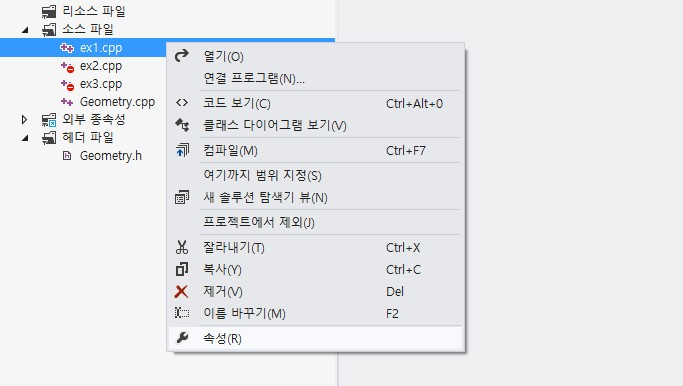 리소스 파일
소스 파일
ex1.cpp
ex2.cpp
ex3.cpp
Geometry.cpp
외부 종속성
헤더 파일
Geometry.h
열기(O)
연결 프로그램(N)...
코드 보기(C) Ctrl+Alt+0
클래스 다이어그램 보기(V)
컴파일(M) Ctrl+F7
여기까지 범위 지정(S)
새 솔루션 탐색기 뷰(N)
프로젝트에서 제외(J)
잘라내기(T) Ctrl+X
복사(Y) Ctrl+C
제거(V) Del
이름 바꾸기(M) F2
속성(R)